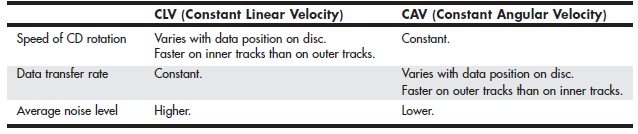 CLV (Constant Linear Velocity) CAV (Constant Angular Velocity)
Speed of CD rotation Varies with data position on disc. Constant.
Faster on inner tracks than on outer tracks.
Data transfer rate Constant. Varies with data position on disc.
Faster on outer tracks than on inner tracks.
Average noise level Higher. Lower.